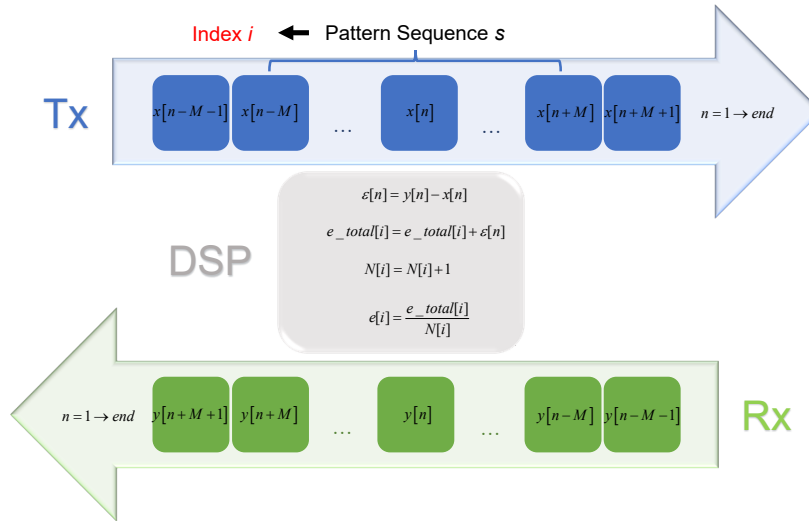 Index i ← Pattern Sequence s
Tx
x[n-M-1] x[n-M] ... x[n] ... x[n+M] x[n+M+1] n=1→end
DSP
ε[n]=y[n]-x[n]
e_total[i]=e_total[i]+ε[n]
N[i]=N[i]+1
e[i]=e_total[i]/N[i]
n=1→end y[n+M+1] y[n+M] ... y[n] ... y[n-M] y[n-M-1]
Rx